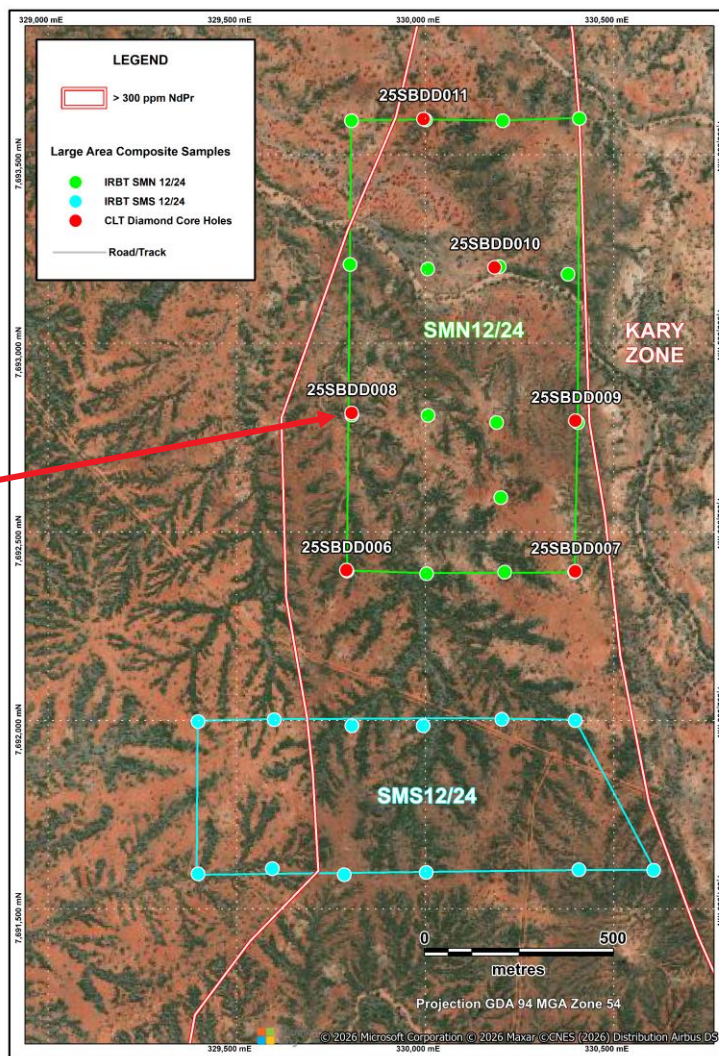 329,000 mE
330,000 mE
330,500 mE
LEGEND
> 300 ppm NdPr
Large Area Composite Samples
IRBT SMN 12/24
IRBT SMS 12/24
CLT Diamond Core Holes
Road/Track
25SBDD011
7,693,500 mN
25SBDD010
SMN12/24
KARY
ZONE
7,693,000 mN
25SBDD008
25SBDD009
7,692,500 mN
25SBDD006
25SBDD007
7,692,000 mN
SMS12/24
7,691,500 mN
0
500
metres
Projection GDA 94 MGA Zone 54
© 2026 Microsoft Corporation © 2026 Maxar ©CNES (2026) Distribution Airbus DS
329,500 mE
330,000 mE
330,500 mE